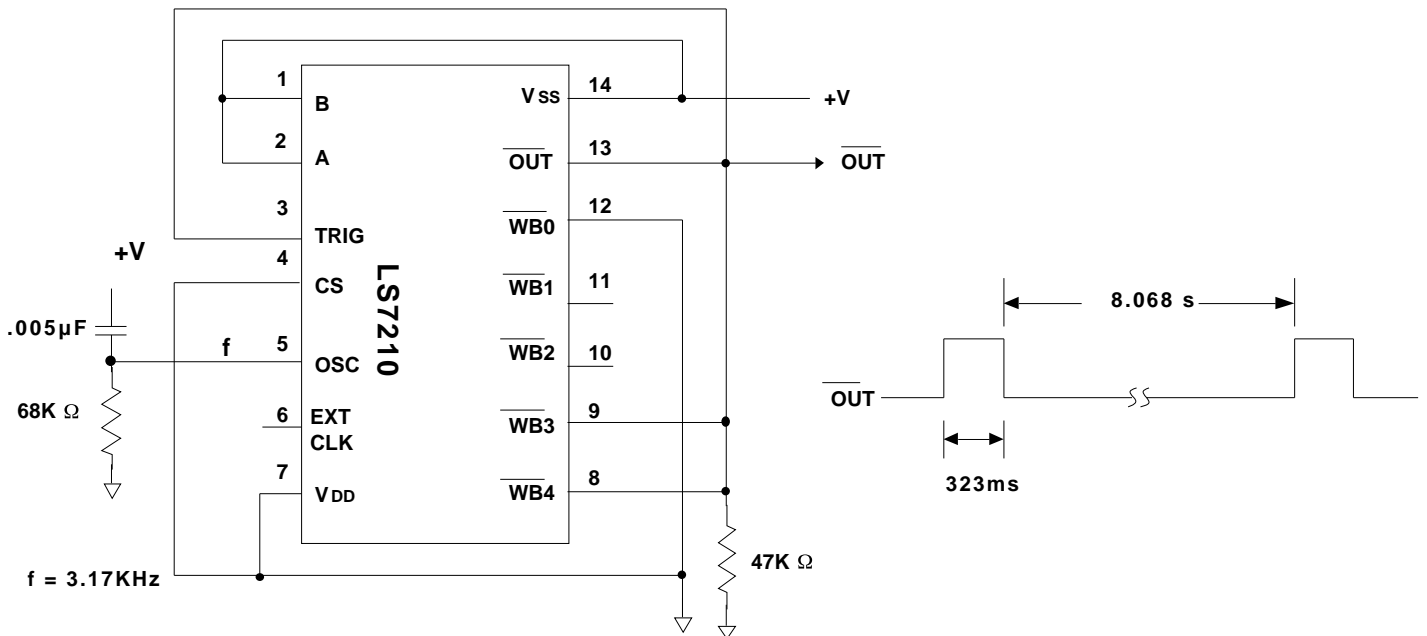 1
B
2
A
3
TRIG
+V
4
CS
.005µF
f
5
OSC
68K Ω
6
EXT
CLK
7
VDD
f = 3.17KHz
LS7210
VSS
14
+V
OUT
13
OUT
WB0
12
WB1
11
WB2
10
WB3
9
WB4
8
47K Ω
8.068 s
OUT
323ms